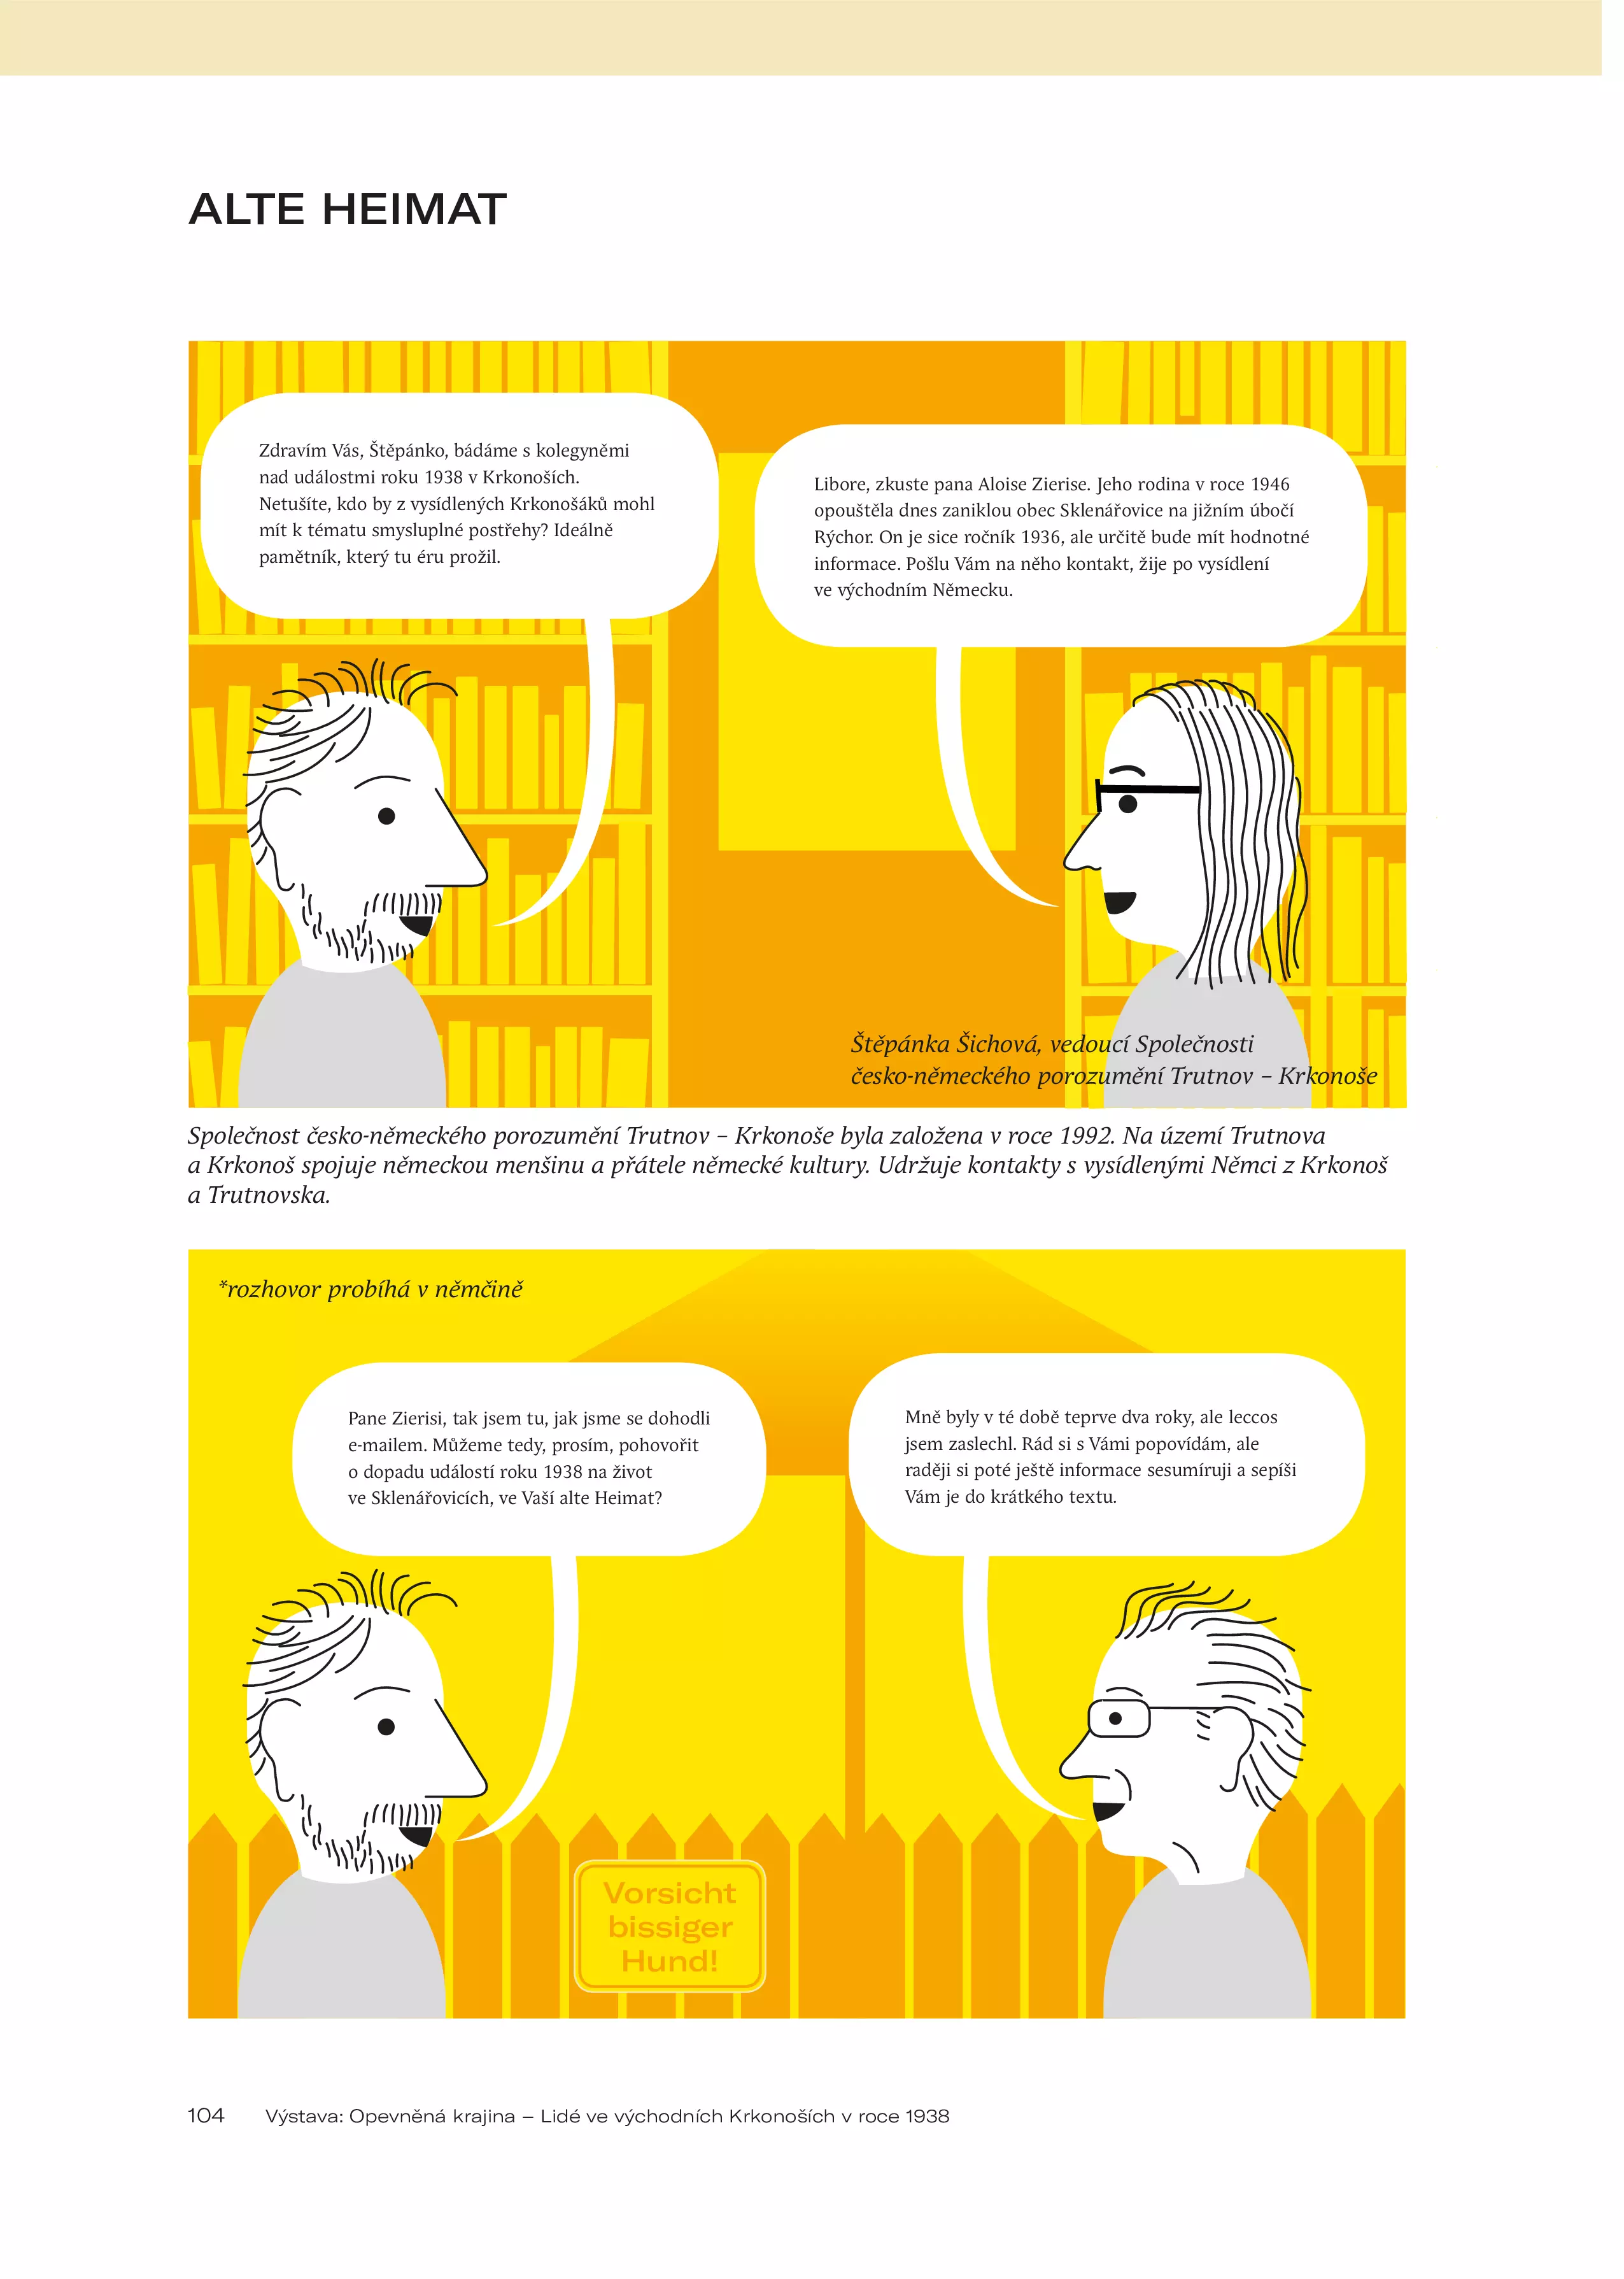 ALTE HEIMAT
Zdravím Vás, Štěpánko, bádáme s kolegyněmi
nad událostmi roku 1938 v Krkonoších.
Netušíte, kdo by z vysídlených Krkonošáků mohl
mít k tématu smysluplné postřehy? Ideálně
pamětník, který tu éru prožil.
Libore, zkuste pana Aloise Zierise. Jeho rodina v roce 1946
opouštěla dnes zaniklou obec Sklenářovice na jižním úbočí
Rýchor. On je sice ročník 1936, ale určitě bude mít hodnotné
informace. Pošlu Vám na něho kontakt, žije po vysídlení
ve východním Německu.
Štěpánka Šichová, vedoucí Společnosti
česko-německého porozumění Trutnov – Krkonoše
Společnost česko-německého porozumění Trutnov – Krkonoše byla založena v roce 1992. Na území Trutnova
a Krkonoš spojuje německou menšinu a přátele německé kultury. Udržuje kontakty s vysídlenými Němci z Krkonoš
a Trutnovska.
*rozhovor probíhá v němčině
Pane Zierisi, tak jsem tu, jak jsme se dohodli
e-mailem. Můžeme tedy, prosím, pohovořit
o dopadu událostí roku 1938 na život
ve Sklenářovicích, ve Vaší alte Heimat?
Mně byly v té době teprve dva roky, ale leccos
jsem zaslechl. Rád si s Vámi popovídám, ale
raději si poté ještě informace sesumíruji a sepíši
Vám je do krátkého textu.
Vorsicht
bissiger
Hund!
104 Výstava: Opevněná krajina – Lidé ve východních Krkonoších v roce 1938